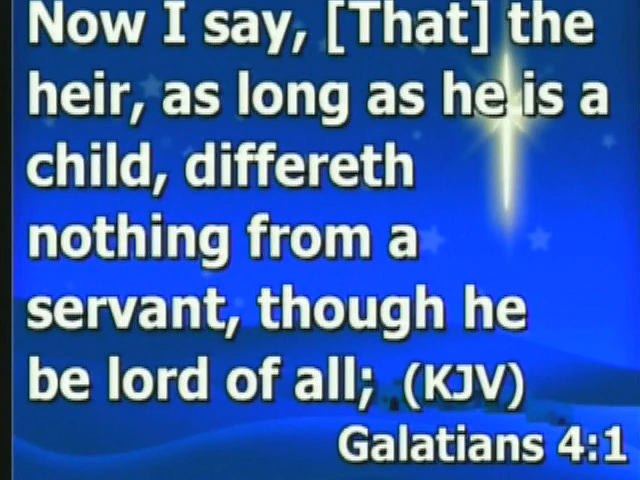 Now I say, [That] the
heir, as long as he is a
child, differeth
nothing from a
servant, though he
be lord of all; (KJV)
Galatians 4:1